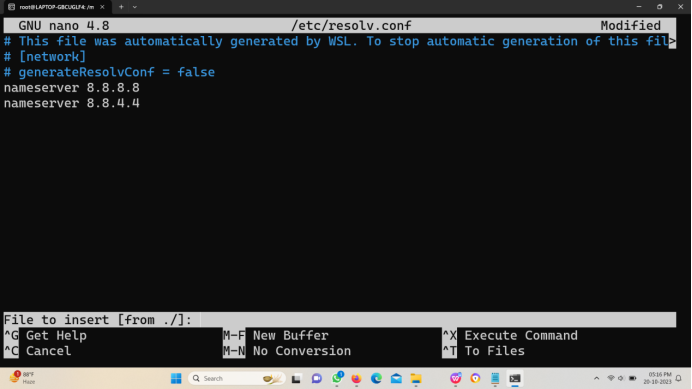 root@LAPTOP-GBCUGLF4: /m
GNU nano 4.8 /etc/resolv.conf Modified
# This file was automatically generated by WSL. To stop automatic generation of this fil>
# [network]
# generateResolvConf = false
nameserver 8.8.8.8
nameserver 8.8.4.4
File to insert [from ./]:
^G Get Help M-F New Buffer ^X Execute Command
^C Cancel M-N No Conversion ^T To Files
1 88°F Haze
Search
1
03:16 PM
20-10-2023